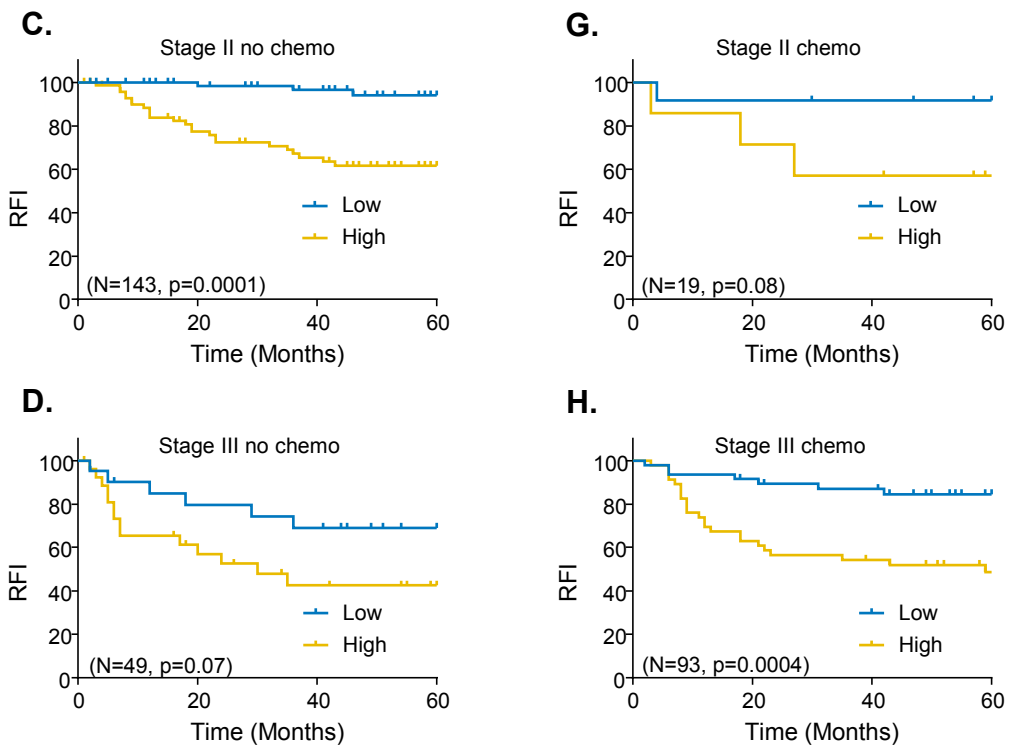 C.
Stage II no chemo
100
80
60
40
20
0
RFI
Low
High
(N=143, p=0.0001)
0 20 40 60
Time (Months)
G.
Stage II chemo
100
80
60
40
20
0
RFI
Low
High
(N=19, p=0.08)
0 20 40 60
Time (Months)
D.
Stage III no chemo
100
80
60
40
20
0
RFI
Low
High
(N=49, p=0.07)
0 20 40 60
Time (Months)
H.
Stage III chemo
100
80
60
40
20
0
RFI
Low
High
(N=93, p=0.0004)
0 20 40 60
Time (Months)